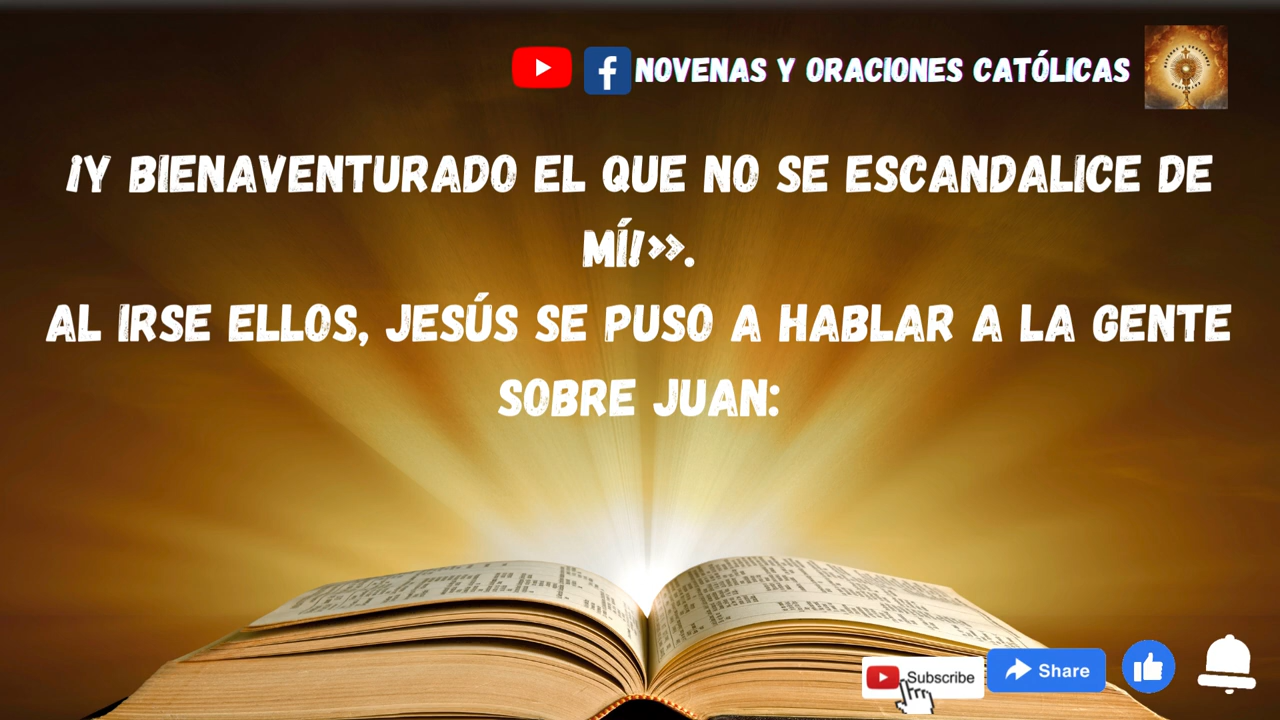 NOVENAS Y ORACIONES CATÓLICAS
¡Y BIENAVENTURADO EL QUE NO SE ESCANDALICE DE
MÍ!>>.
AL IRSE ELLOS, JESÚS SE PUSO A HABLAR A LA GENTE
SOBRE JUAN:
Subscribe
Share